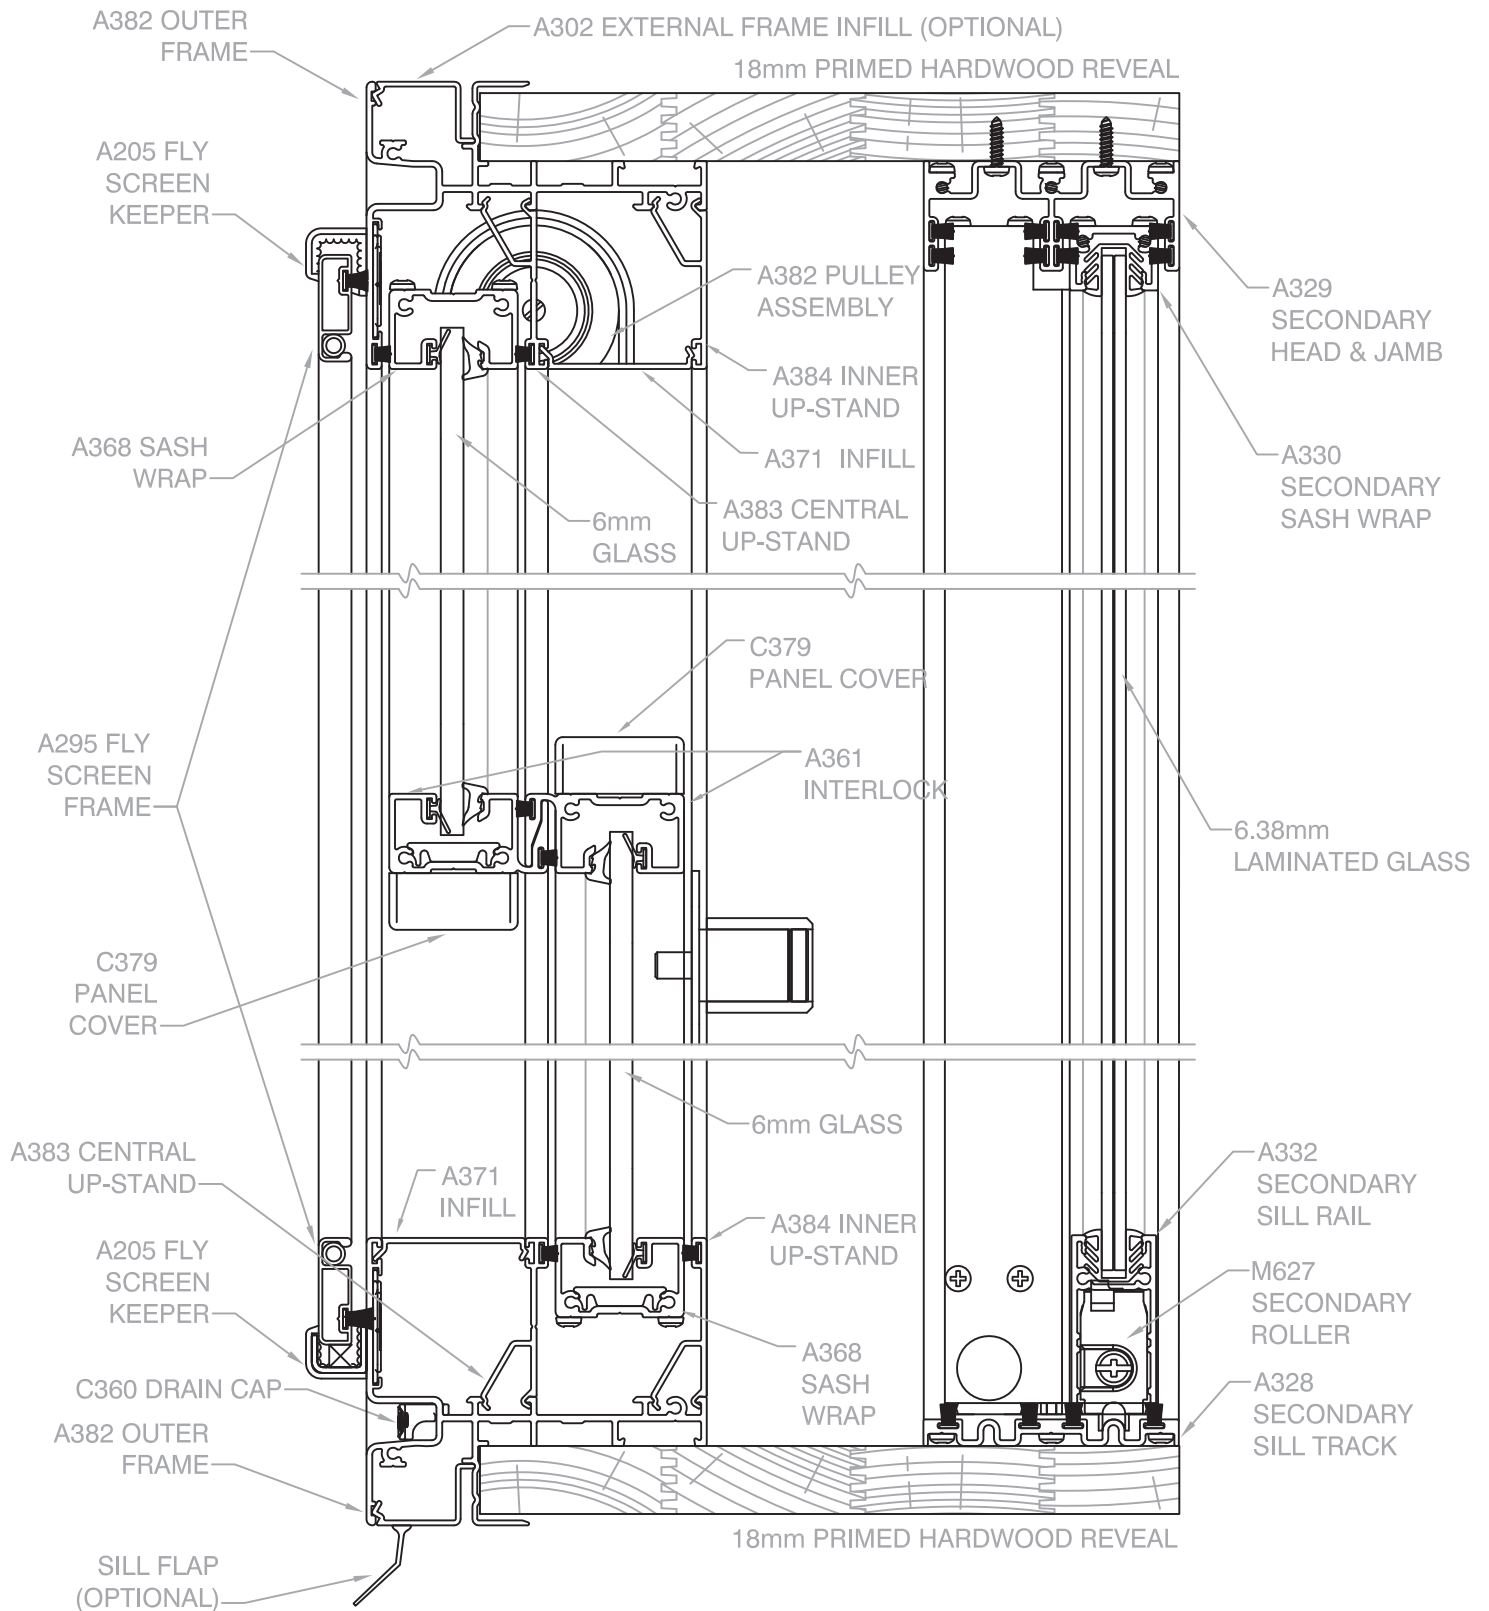 A382 OUTER
FRAME
A302 EXTERNAL FRAME INFILL (OPTIONAL)
18mm PRIMED HARDWOOD REVEAL
A205 FLY
SCREEN
KEEPER
A382 PULLEY
ASSEMBLY
A329
SECONDARY
HEAD & JAMB
A384 INNER
UP-STAND
A368 SASH
WRAP
A371 INFILL
A330
SECONDARY
SASH WRAP
A383 CENTRAL
UP-STAND
6mm
GLASS
C379
PANEL COVER
A295 FLY
SCREEN
FRAME
A361
INTERLOCK
6.38mm
LAMINATED GLASS
C379
PANEL
COVER
6mm GLASS
A383 CENTRAL
UP-STAND
A371
INFILL
A332
SECONDARY
SILL RAIL
A384 INNER
UP-STAND
A205 FLY
SCREEN
KEEPER
M627
SECONDARY
ROLLER
A368
SASH
WRAP
C360 DRAIN CAP
A328
SECONDARY
SILL TRACK
A382 OUTER
FRAME
18mm PRIMED HARDWOOD REVEAL
SILL FLAP
(OPTIONAL)